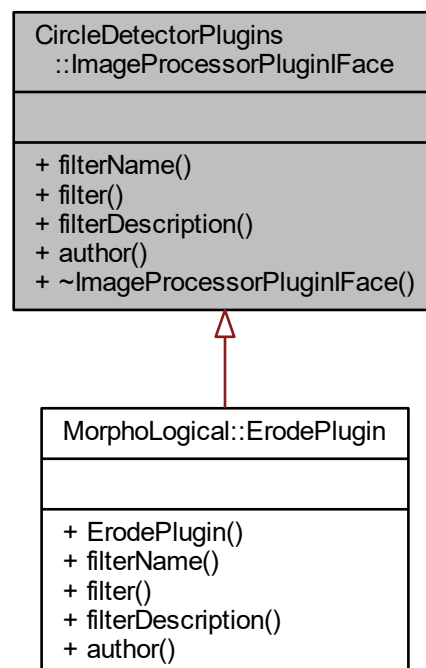 CircleDetectorPlugins
::ImageProcessorPluginIFace
+ filterName()
+ filter()
+ filterDescription()
+ author()
+ ~ImageProcessorPluginIFace()
MorphoLogical::ErodePlugin
+ ErodePlugin()
+ filterName()
+ filter()
+ filterDescription()
+ author()